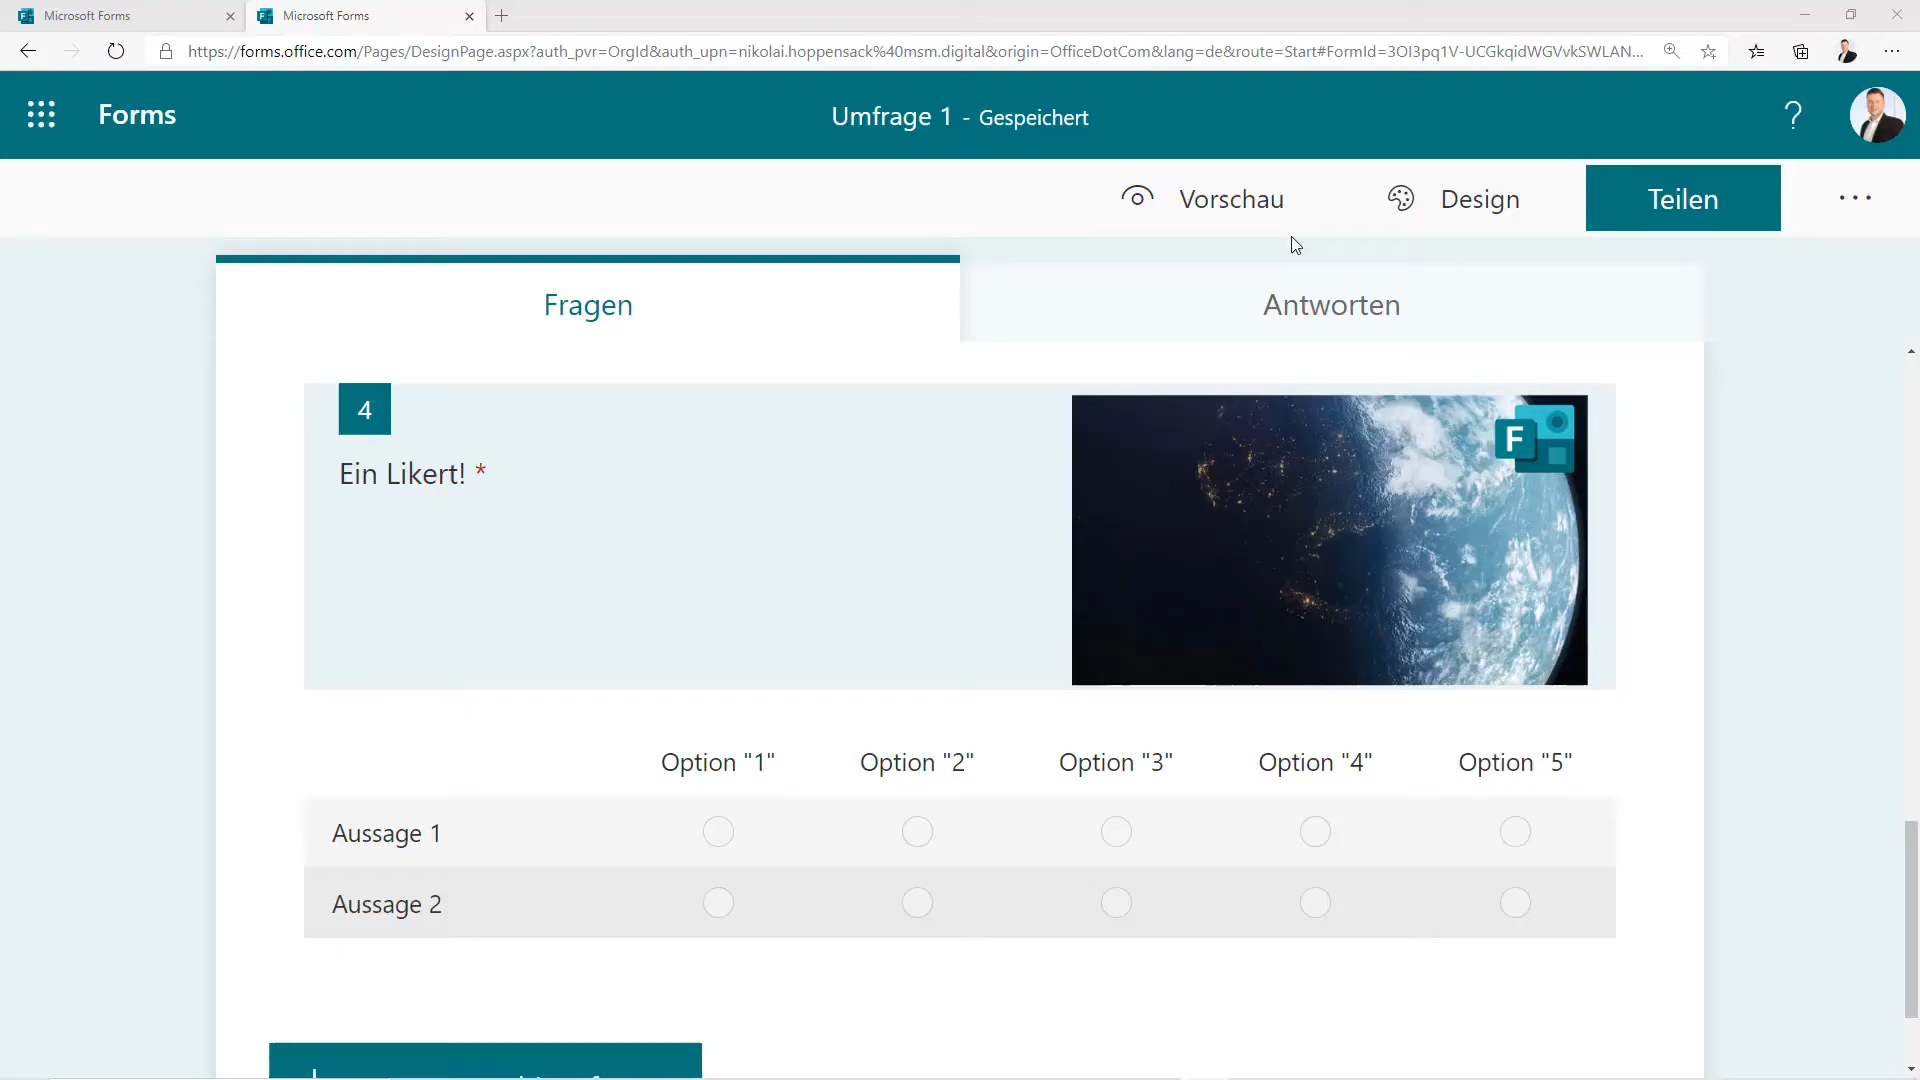 Microsoft Forms
Microsoft Forms
https://forms.office.com/Pages/DesignPage.aspx?auth_pvr=OrgId&auth_upn=nikolai.hoppensack%40msm.digital&origin=OfficeDotCom&lang=de&route=Start#FormId=3OI3pq1V-UCGkqidWGVvkSWLAN...
Forms
Umfrage 1 - Gespeichert
?
Vorschau
Design
Teilen
Fragen
Antworten
4
Ein Likert! *
F
Option "1" Option "2" Option "3" Option "4" Option "5"
Aussage 1
Aussage 2